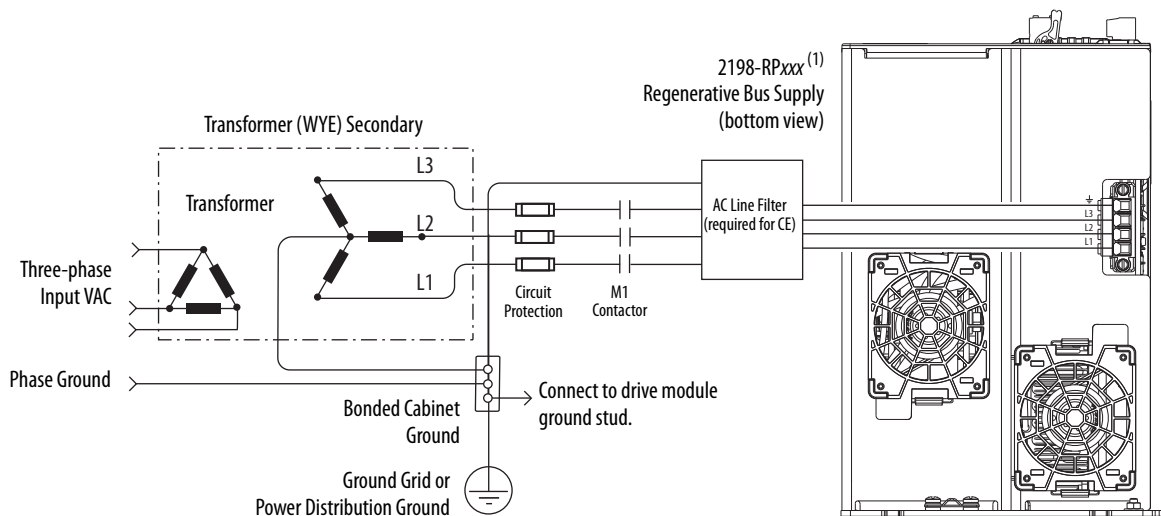 2198-RPxxx (1)
Regenerative Bus Supply
(bottom view)
Transformer (WYE) Secondary
L3
Transformer
L2
AC Line Filter
(required for CE)
L3
L2
L1
Three-phase
Input VAC
L1
Circuit
Protection
M1
Contactor
Phase Ground
Connect to drive module
ground stud.
Bonded Cabinet
Ground
Ground Grid or
Power Distribution Ground